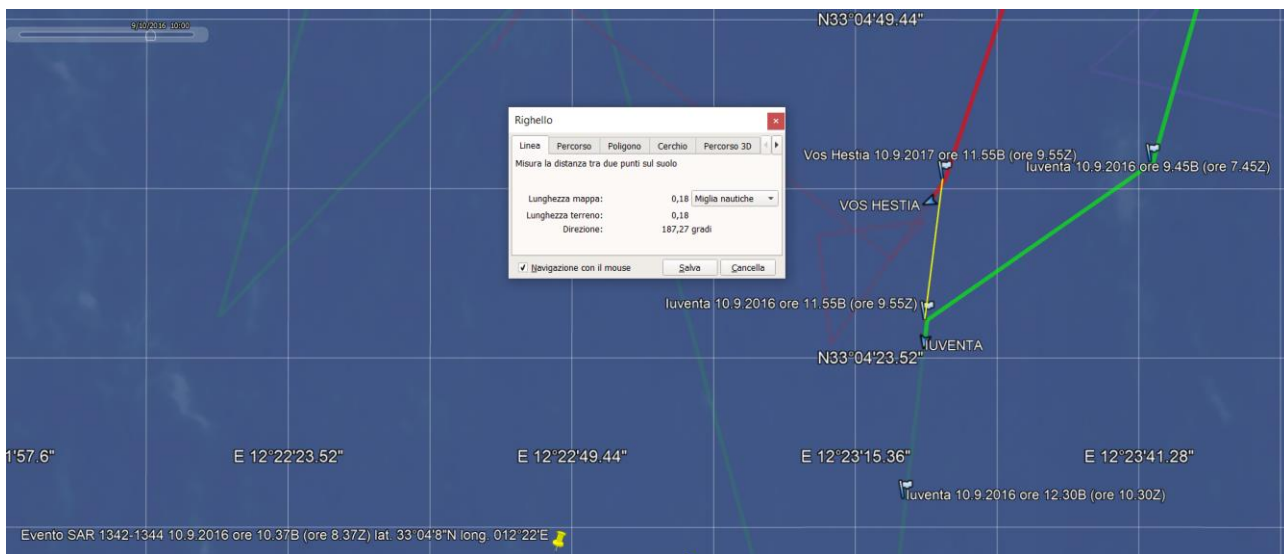 9/10/2016 10:00
N33°04'49.44"
Righello
Linea Percorso Poligono Cerchio Percorso 3D
Misura la distanza tra due punti sul suolo
Lunghezza mappa: 0,18 Miglia nautiche
Lunghezza terreno: 0,18
Direzione: 187,27 gradi
Navigazione con il mouse Salva Cancella
Vos Hestia 10.9.2017 ore 11.55B (ore 9.55Z)
Iuventa 10.9.2016 ore 9.45B (ore 7.45Z)
VOS HESTIA
Iuventa 10.9.2016 ore 11.55B (ore 9.55Z)
IUVENTA
N33°04'23.52"
1'57.6" E 12°22'23.52" E 12°22'49.44" E 12°23'15.36" E 12°23'41.28"
Iuventa 10.9.2016 ore 12.30B (ore 10.30Z)
Evento SAR 1342-1344 10.9.2016 ore 10.37B (ore 8.37Z) lat. 33°04'8"N long. 012°22'E